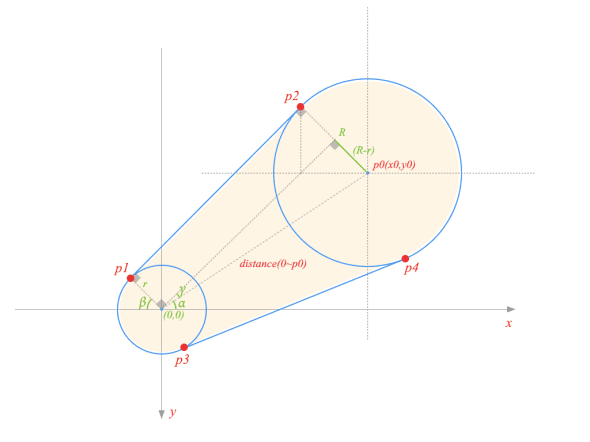 p2
R
(R-r)
p0(x0,y0)
distance(0~p0)
p1
r
γ
β
α
(0,0)
p4
x
p3
y